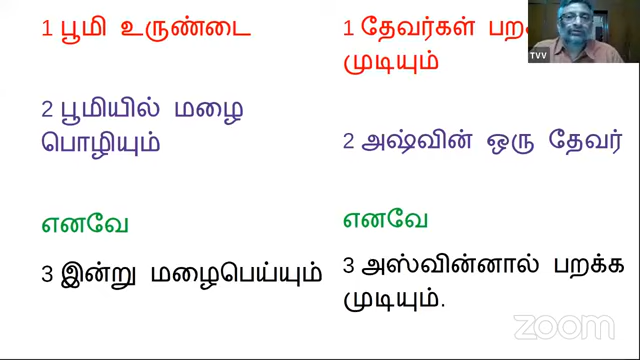 1 பூமி உருண்டை
2 பூமியில் மழை
பொழியும்
எனவே
3 இன்று மழைபெய்யும்
1 தேவர்கள்
முடியும்
2 அஷ்வின் ஒரு தேவர்
எனவே
3 அஸ்வின்னால் பறக்க
முடியும்.
TVV
zoom